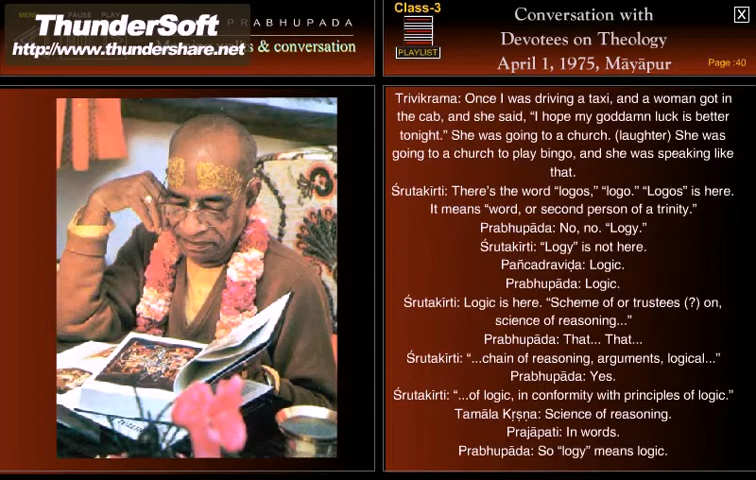 MENU PAUSE PLAY
ThunderSoft
PRABHUPADA
http://www.thundershare.net
& conversation
Class-3
PLAYLIST
Conversation with
Devotees on Theology
April 1, 1975, Māyāpur
X
Page :40
Trivikrama: Once I was driving a taxi, and a woman got in
the cab, and she said, “I hope my goddamn luck is better
tonight.” She was going to a church. (laughter) She was
going to a church to play bingo, and she was speaking like
that.
Śrutakīrti: There’s the word “logos,” “logo.” “Logos” is here.
It means “word, or second person of a trinity.”
Prabhupāda: No, no. “Logy.”
Śrutakīrti: “Logy” is not here.
Pañcadraviḍa: Logic.
Prabhupāda: Logic.
Śrutakīrti: Logic is here. “Scheme of or trustees (?) on,
science of reasoning...”
Prabhupāda: That... That...
Śrutakīrti: “...chain of reasoning, arguments, logical...”
Prabhupāda: Yes.
Śrutakīrti: “...of logic, in conformity with principles of logic.”
Tamāla Kṛṣṇa: Science of reasoning.
Prajāpati: In words.
Prabhupāda: So “logy” means logic.